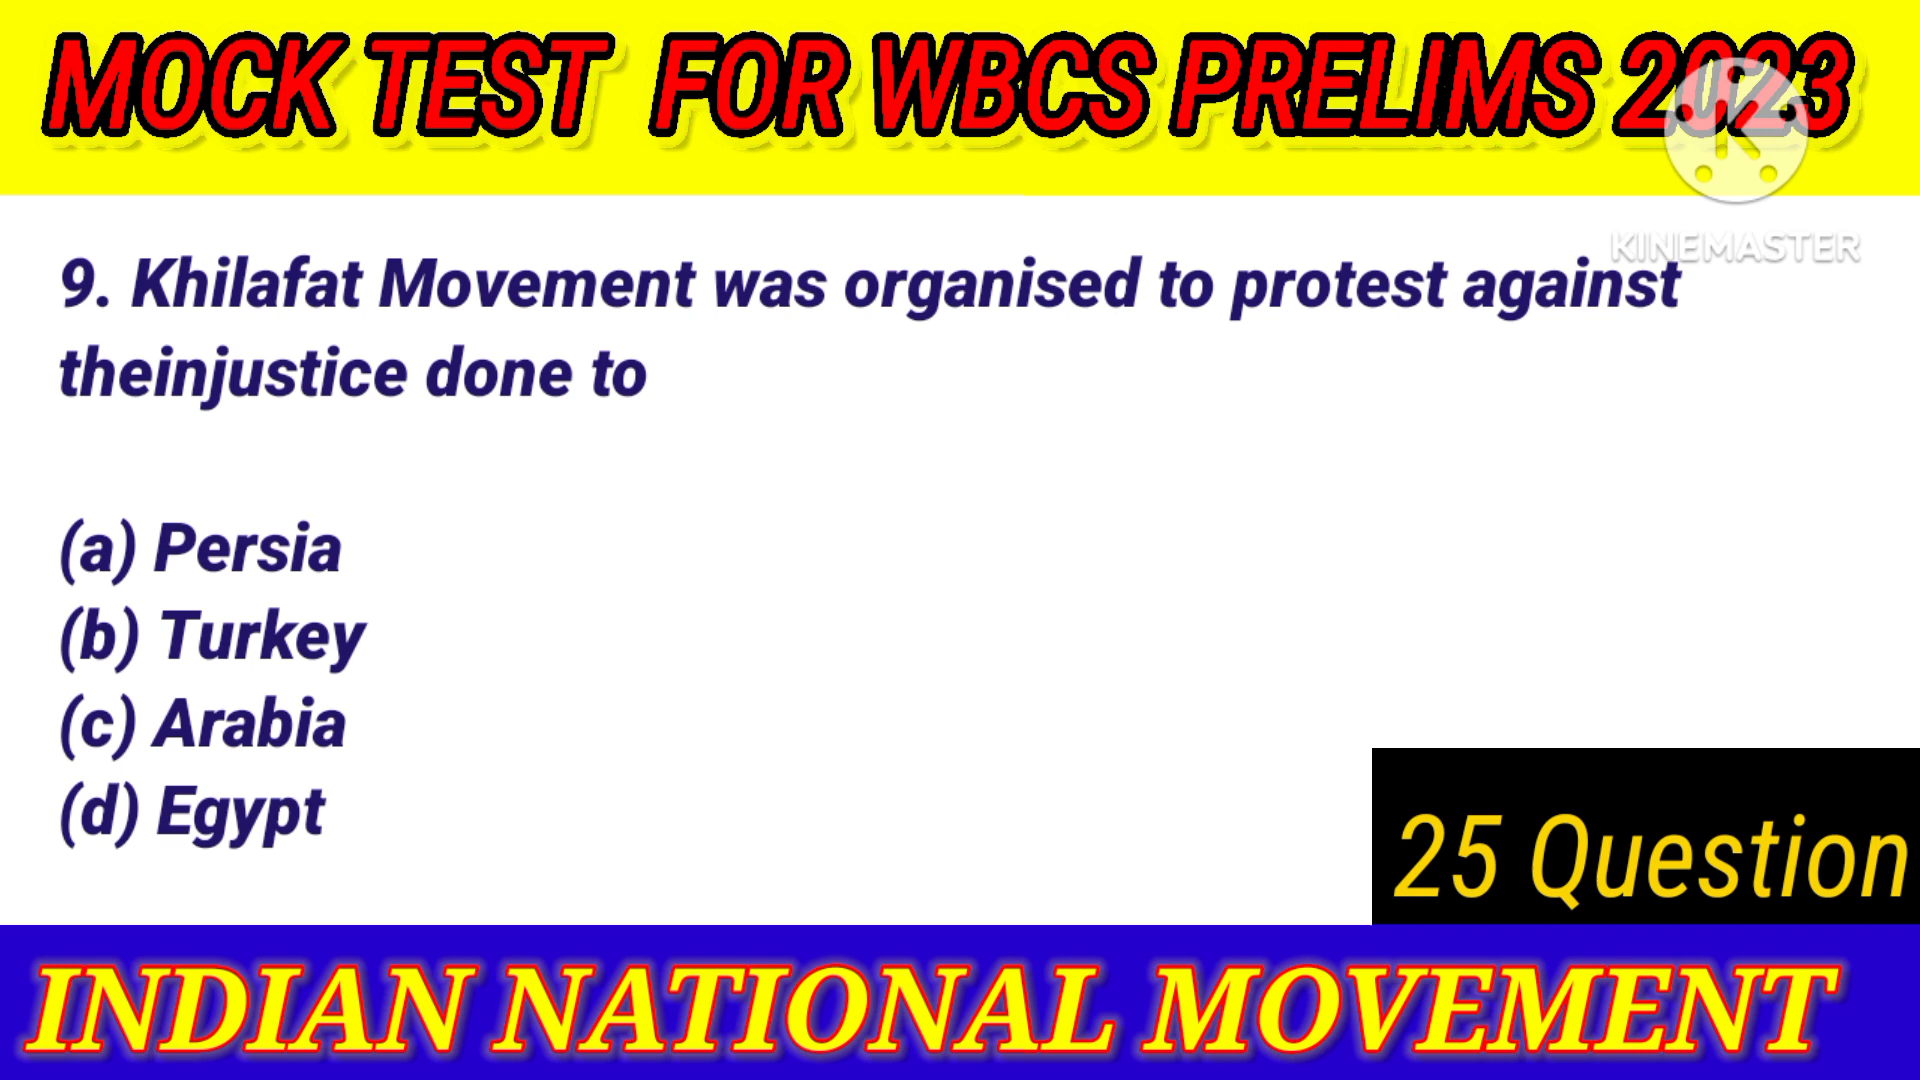 MOCK TEST FOR WBCS PRELIMS 2023
KINEMASTER
9. Khilafat Movement was organised to protest against
theinjustice done to
(a) Persia
(b) Turkey
(c) Arabia
(d) Egypt
25 Question
INDIAN NATIONAL MOVEMENT